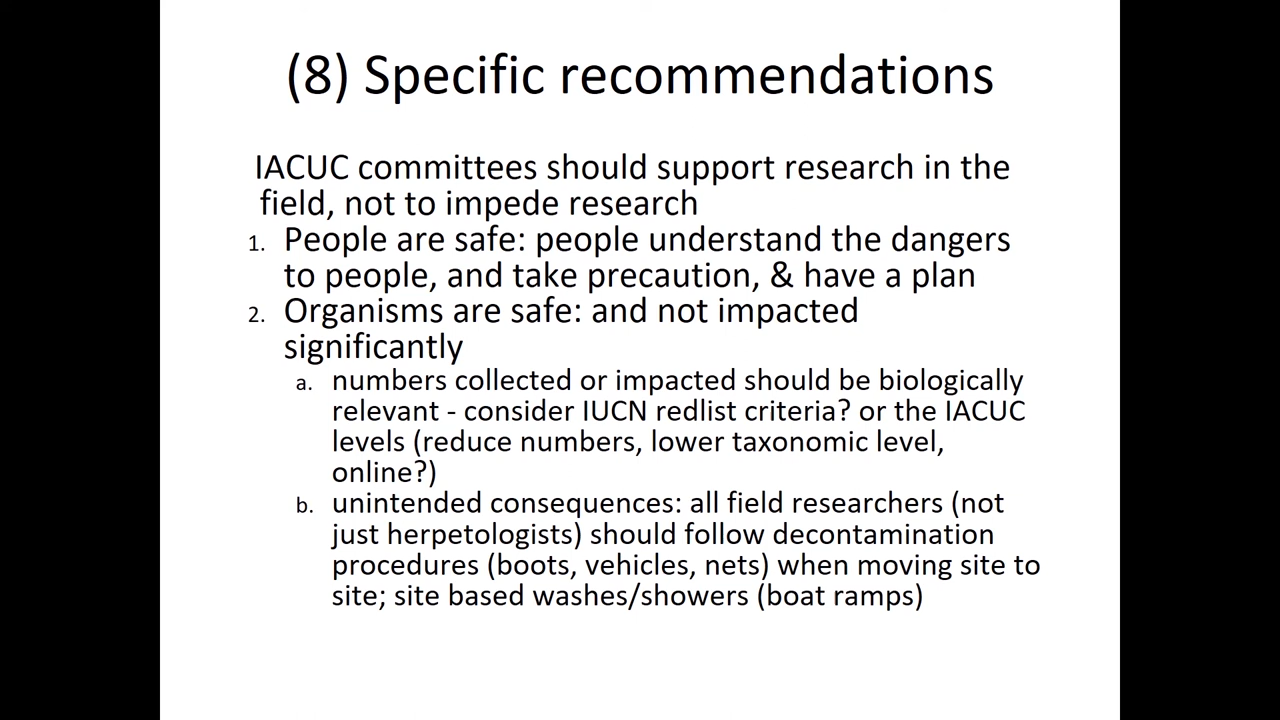 (8) Specific recommendations
IACUC committees should support research in the
field, not to impede research
1. People are safe: people understand the dangers
to people, and take precaution, & have a plan
2. Organisms are safe: and not impacted
significantly
a. numbers collected or impacted should be biologically
relevant - consider IUCN redlist criteria? or the IACUC
levels (reduce numbers, lower taxonomic level,
online?)
b. unintended consequences: all field researchers (not
just herpetologists) should follow decontamination
procedures (boots, vehicles, nets) when moving site to
site; site based washes/showers (boat ramps)